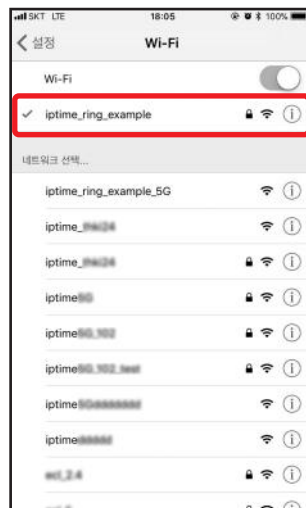 SKT LTE 18:05 100%
설정 Wi-Fi
Wi-Fi
iptime_ring_example
네트워크 선택...
iptime_ring_example_5G
iptime_
iptime_
iptime
iptime
iptime
iptime
iptime